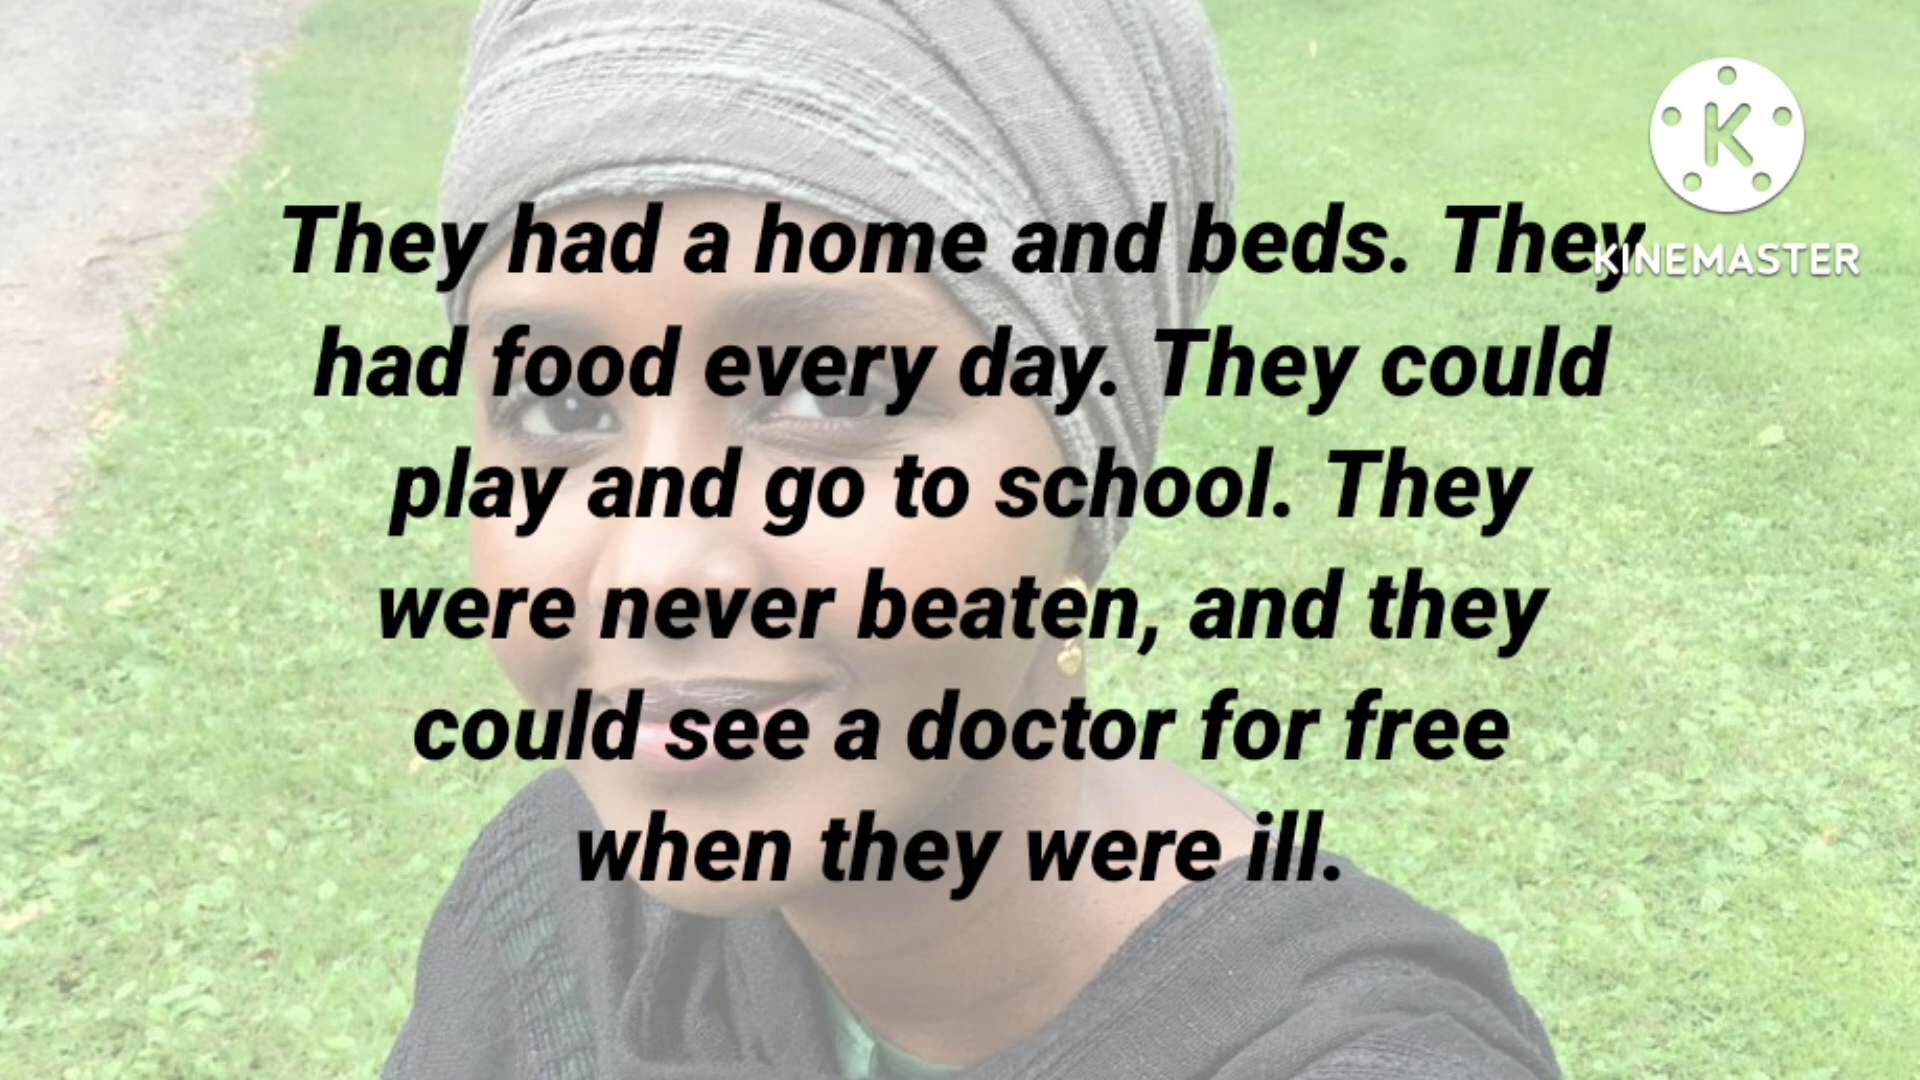 They had a home and beds. They
had food every day. They could
play and go to school. They
were never beaten, and they
could see a doctor for free
when they were ill.
K
KINEMASTER